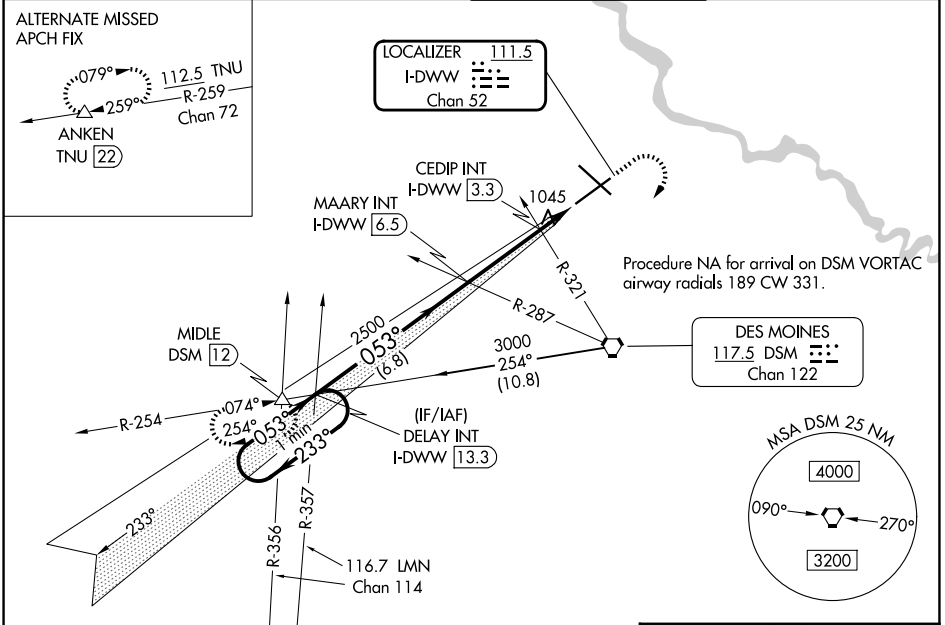 ALTERNATE MISSED
APCH FIX
079°
259°
112.5 TNU
R-259
Chan 72
ANKEN
TNU 22
LOCALIZER 111.5
I-DWW
Chan 52
CEDIP INT
I-DWW 3.3
1045
MAARY INT
I-DWW 6.5
R-321
R-287
Procedure NA for arrival on DSM VORTAC
airway radials 189 CW 331.
DES MOINES
117.5 DSM
Chan 122
MIDLE
DSM 12
2500
053°
(6.8)
3000
254°
(10.8)
R-254
074°
254°
053°
1 min
233°
(IF/IAF)
DELAY INT
I-DWW 13.3
233°
R-356
R-357
116.7 LMN
Chan 114
MSA DSM 25 NM
4000
090°
270°
3200